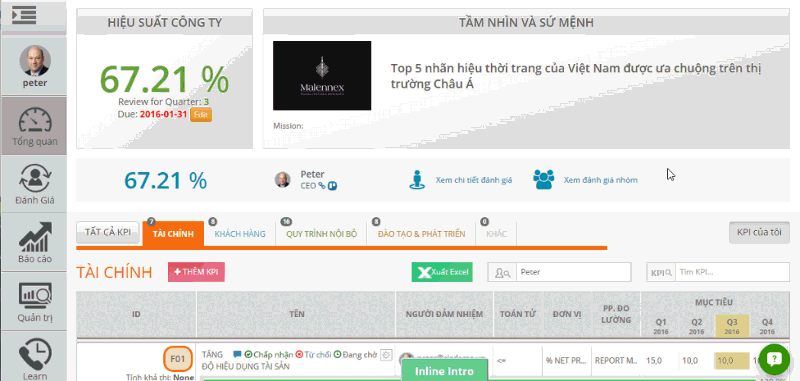 HIỆU SUẤT CÔNG TY
67.21 %
Review for Quarter: 3
Due: 2016-01-31 Edit
TẦM NHÌN VÀ SỨ MỆNH
Malennex
Top 5 nhãn hiệu thời trang của Việt Nam được ưa chuộng trên thị
trường Châu Á
Mission:
peter
Tổng quan
Đánh Giá
Báo cáo
Quản trị
Learn
67.21 %
Peter
CEO
Xem chi tiết đánh giá
Xem đánh giá nhóm
TẤT CẢ KPI
7 TÀI CHÍNH
8 KHÁCH HÀNG
16 QUY TRÌNH NỘI BỘ
8 ĐÀO TẠO & PHÁT TRIỂN
0 KHÁC
KPI của tôi
TÀI CHÍNH
+ THÊM KPI
Xuất Excel
Peter
KPI
Tìm KPI...
ID
TÊN
NGƯỜI ĐẢM NHIỆM
TOÁN TỬ
ĐƠN VỊ
PP. ĐO
LƯỜNG
MỤC TIÊU
Q1 Q2 Q3 Q4
2016 2016 2016 2016
F01
Tính khả thi: None
TĂNG Chấp nhận Từ chối Đang chờ
ĐỘ HIỆU DỤNG TÀI SẢN
<=
% NET PR...
REPORT M...
15,0 10,0 10,0
Inline Intro